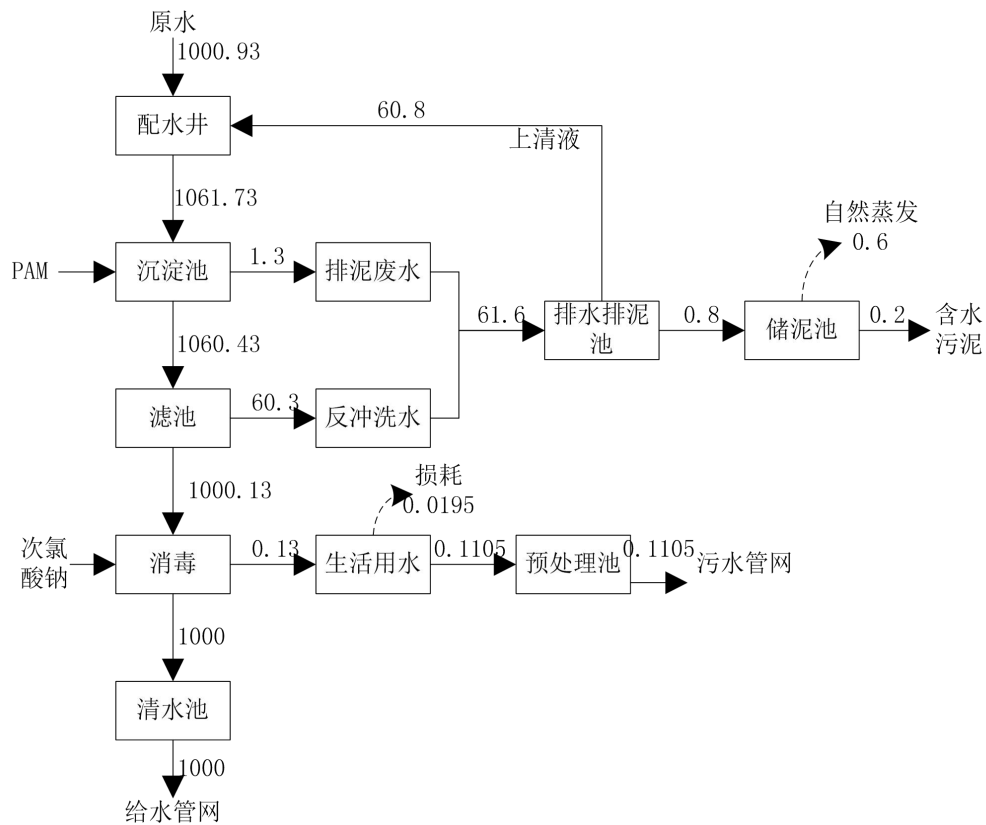 原水
1000.93
配水井
60.8
上清液
1061.73
自然蒸发
0.6
PAM
沉淀池
1.3
排泥废水
61.6
排水排泥
池
0.8
储泥池
0.2
含水
污泥
1060.43
滤池
60.3
反冲洗水
损耗
0.0195
1000.13
次氯
酸钠
消毒
0.13
生活用水
0.1105
预处理池
0.1105
污水管网
1000
清水池
1000
给水管网